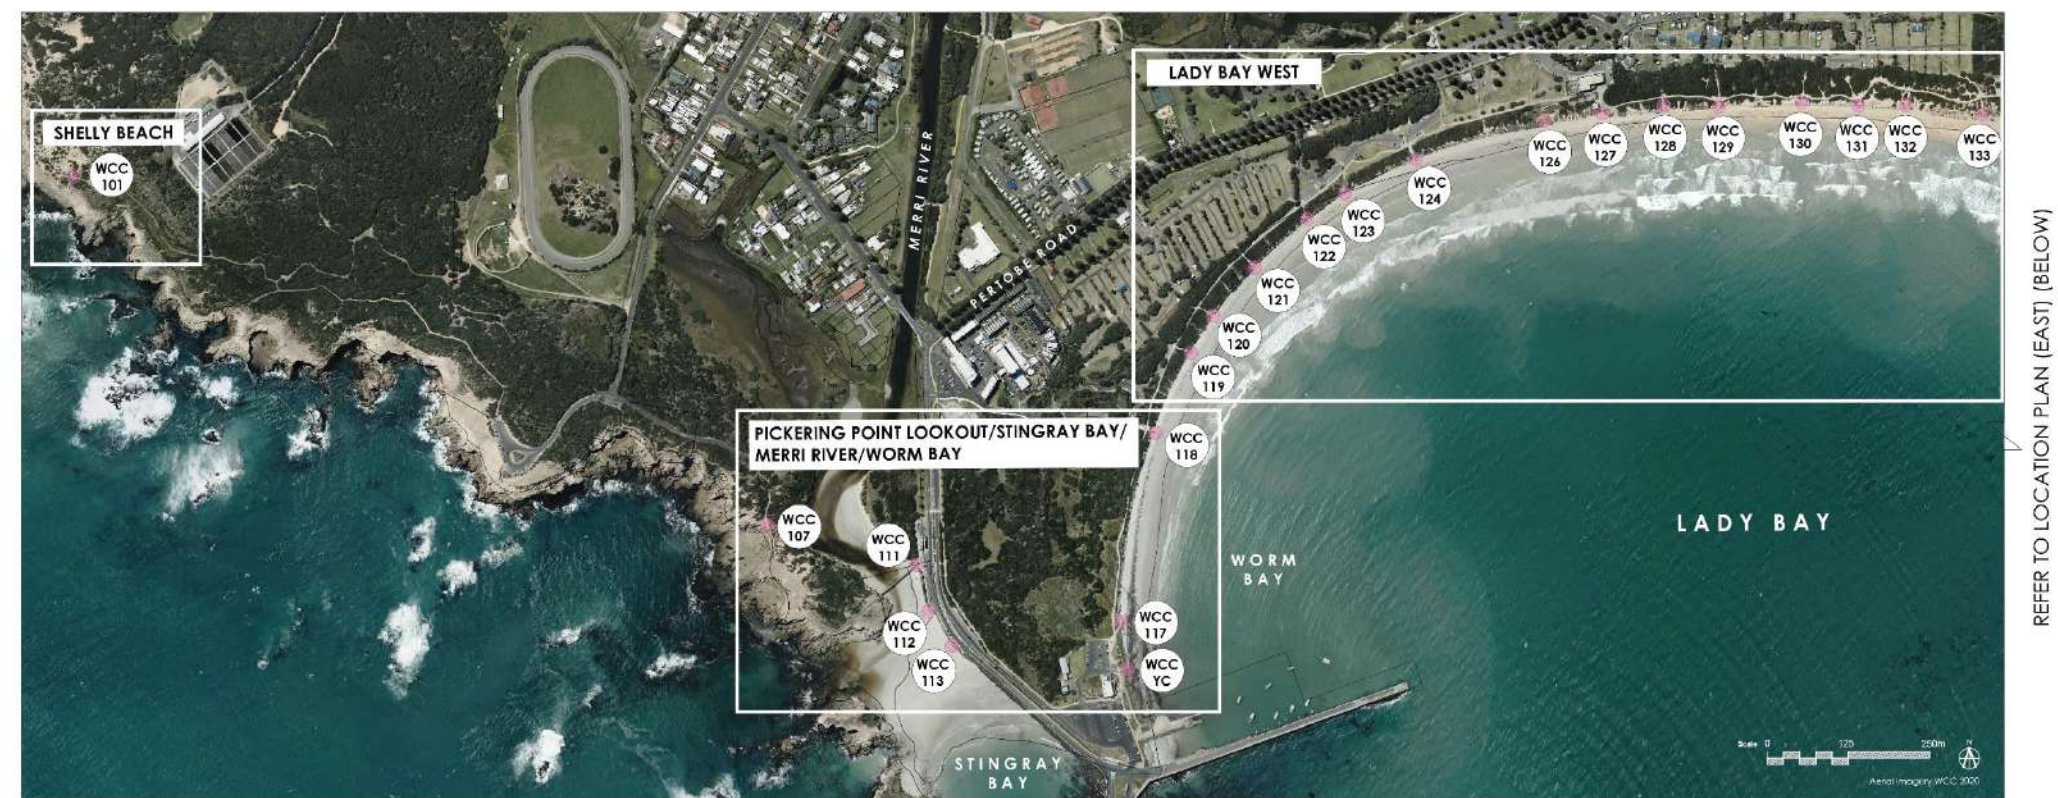 LADY BAY WEST
SHELLY BEACH
WCC
101
MERRI RIVER
PERTOBE ROAD
WCC
126
WCC
127
WCC
128
WCC
129
WCC
130
WCC
131
WCC
132
WCC
133
WCC
124
WCC
123
WCC
122
WCC
121
WCC
120
WCC
119
PICKERING POINT LOOKOUT/STINGRAY BAY/
MERRI RIVER/WORM BAY
WCC
118
WCC
107
WCC
111
WCC
112
WCC
113
WCC
117
WCC
YC
WORM
BAY
LADY BAY
STINGRAY
BAY
Scale 0 125 250m
N
Aerial Imagery WCC 2020
REFER TO LOCATION PLAN (EAST) (BELOW)